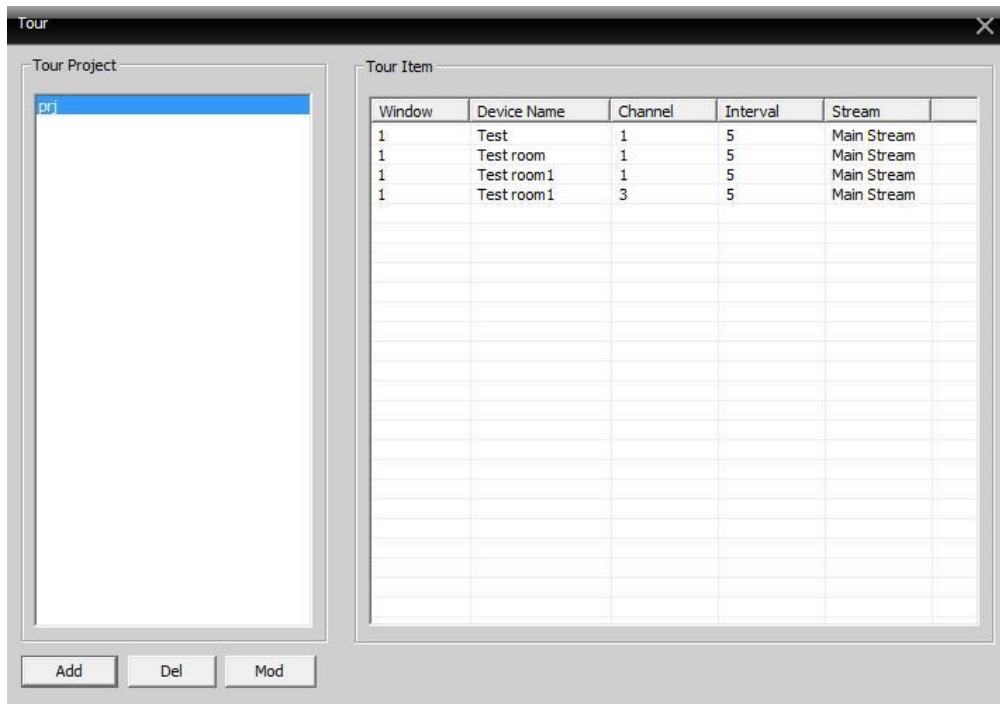 Tour
Tour Project
prj
Tour Item
Window Device Name Channel Interval Stream
1 Test 1 5 Main Stream
1 Test room 1 5 Main Stream
1 Test room1 1 5 Main Stream
1 Test room1 3 5 Main Stream
Add Del Mod